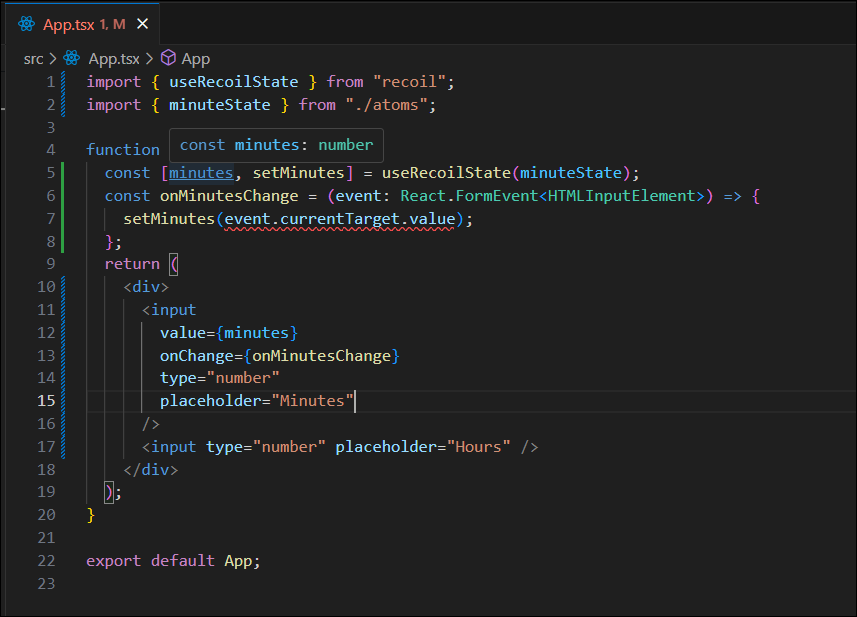 App.tsx 1, M
src > App.tsx > App
1 import { useRecoilState } from "recoil";
2 import { minuteState } from "./atoms";
3
const minutes: number
4 function
5 const [minutes, setMinutes] = useRecoilState(minuteState);
6 const onMinutesChange = (event: React.FormEvent<HTMLInputElement>) => {
7 setMinutes(event.currentTarget.value);
8 };
9 return (
10 <div>
11 <input
12 value={minutes}
13 onChange={onMinutesChange}
14 type="number"
15 placeholder="Minutes"
16 />
17 <input type="number" placeholder="Hours" />
18 </div>
19 );
20 }
21
22 export default App;
23